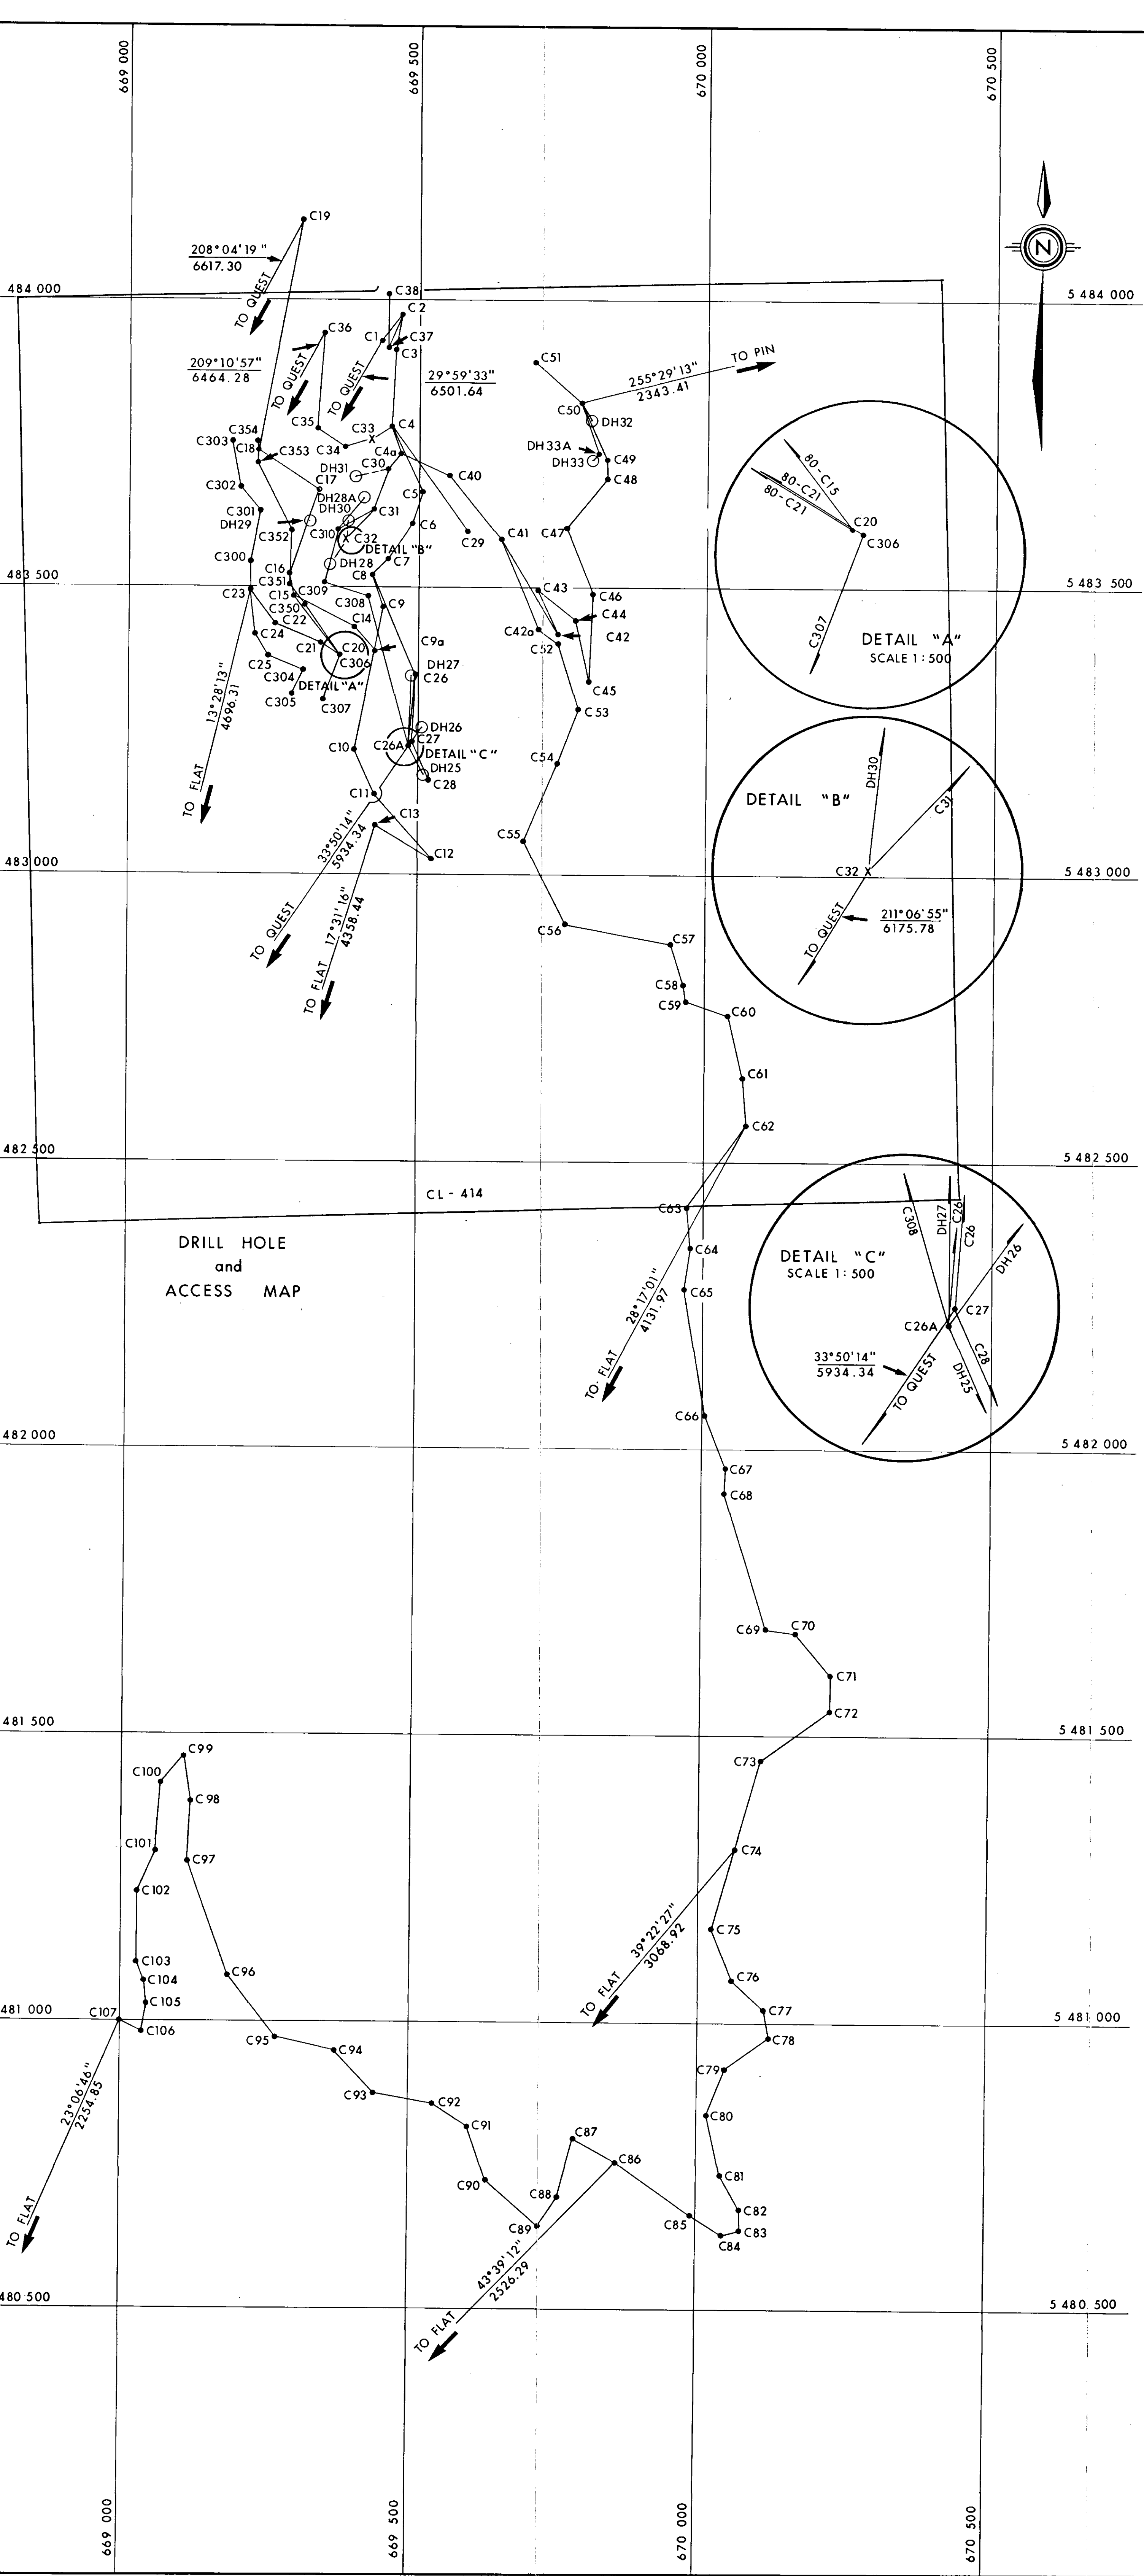 669 000
669 500
670 000
670 500
C19
208°04'19"
6617.30
TO QUEST
N
484 000
5 484 000
C38
C2
C36
C1
C37
C3
C51
209°10'57"
6464.28
TO QUEST
TO QUEST
29°59'33"
6501.64
255°29'13"
2343.41
TO PIN
C50
DH32
C35
C33
C4
C303
C354
C34
DH33A
C18
C353
C4a
DH33
C49
DH31
C30
C40
C48
C302
C17
DH28A
C5
C301
DH30
C31
DH29
C310
C6
C352
C32
C29
C41
C47
DETAIL "B"
C300
DH28
C7
C16
C8
483 500
5 483 500
C351
C309
C23
C15
C308
C9
C43
C46
C350
C22
C14
C44
C24
C42a
C42
C21
C20
C9a
C52
C25
C306
DH27
C304
C26
DETAIL "A"
C45
C305
C307
C53
13°28'13"
4696.31
TO FLAT
DH26
C27
C10
C26A
DETAIL "C"
C54
DH25
C28
C11
C13
C55
C12
33°50'14"
5934.34
TO QUEST
17°31'16"
4358.44
TO FLAT
80-C15
80-C21
80-C21
C20
C306
C307
DETAIL "A"
SCALE 1:500
DETAIL "B"
DH30
C31
C32
TO QUEST
211°06'55"
6175.78
483 000
5 483 000
C56
C57
C58
C59
C60
C61
C62
482 500
5 482 500
CL - 414
C63
DRILL HOLE
and
ACCESS MAP
C64
C65
28°17'01"
4131.97
TO FLAT
C308
DH27
C26
C26
DH26
DETAIL "C"
SCALE 1:500
C27
C26A
C28
DH25
33°50'14"
5934.34
TO QUEST
C66
482 000
5 482 000
C67
C68
C69
C70
C71
C72
481 500
5 481 500
C99
C73
C100
C98
C101
C74
C97
C102
39°22'27"
3068.92
TO FLAT
C75
C103
C96
C104
C76
C105
C107
C77
481 000
5 481 000
C106
C95
C78
C94
C79
C93
C92
C80
23°06'46"
2254.85
TO FLAT
C91
C87
C86
C90
C81
C88
C82
C85
C89
C83
C84
43°39'12"
2526.29
TO FLAT
480 500
5 480 500
669 000
669 500
670 000
670 500